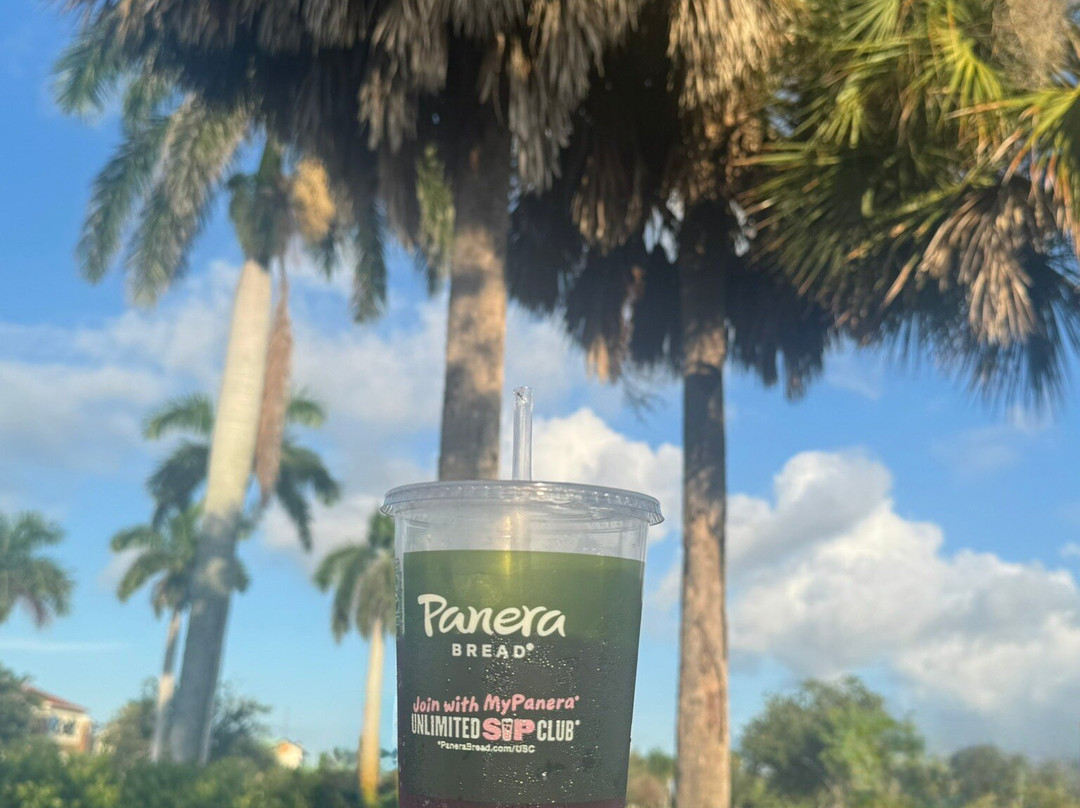 Panera
BREAD®
Join with MyPanera®
UNLIMITED SIP CLUB®
*PaneraBread.com/USC